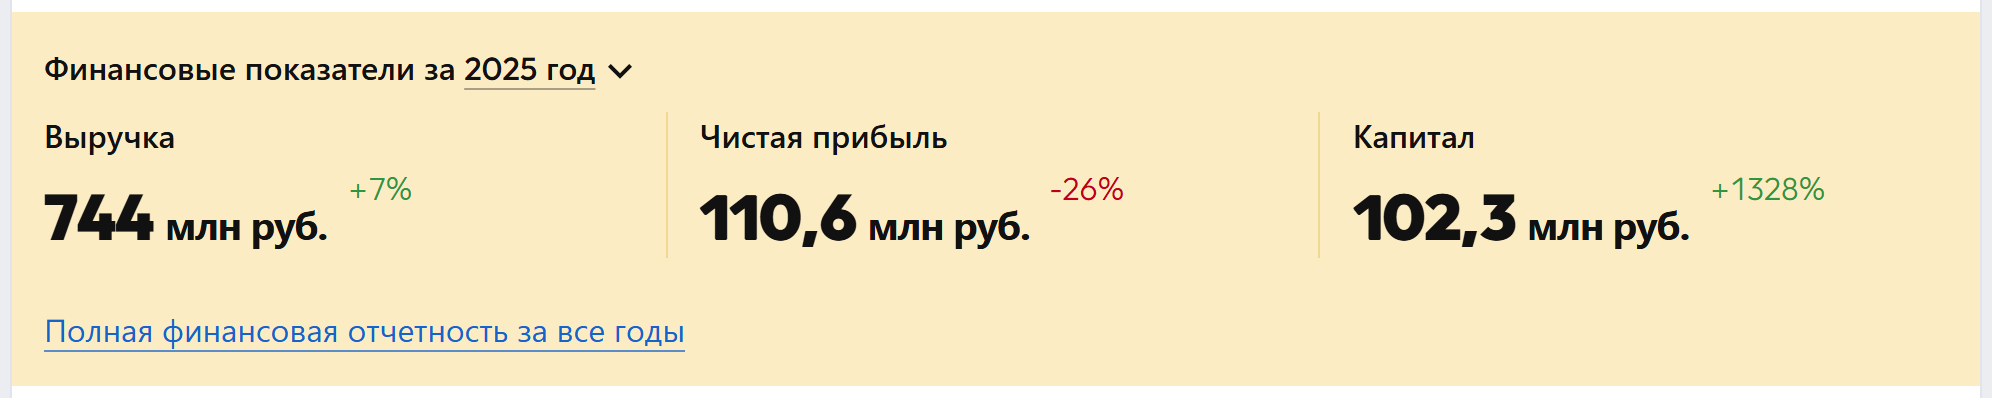 Финансовые показатели за 2025 год
Выручка
744 млн руб. +7%
Чистая прибыль
110,6 млн руб. -26%
Капитал
102,3 млн руб. +1328%
Полная финансовая отчетность за все годы